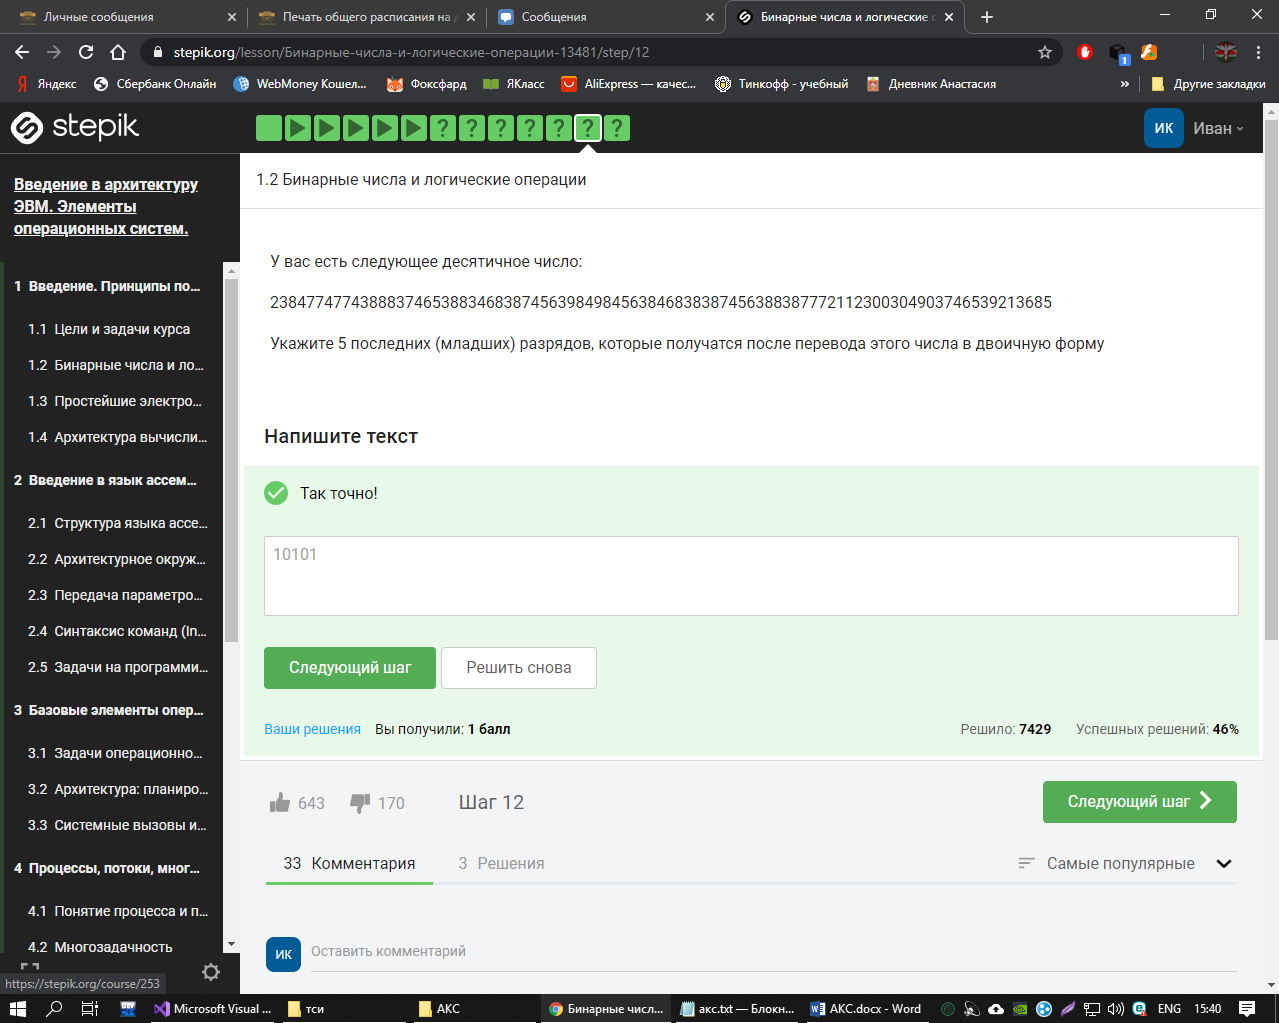 Личные сообщения
Печать общего расписания на д
Сообщения
Бинарные числа и логические о
stepik.org/lesson/Бинарные-числа-и-логические-операции-13481/step/12
Яндекс
Сбербанк Онлайн
WebMoney Кошел...
Фоксфард
ЯКласс
AliExpress — качес...
Тинкофф - учебный
Дневник Анастасия
»
Другие закладки
stepik
ИК
Иван
Введение в архитектуру
ЭВМ. Элементы
операционных систем.
1 Введение. Принципы по...
1.1 Цели и задачи курса
1.2 Бинарные числа и ло...
1.3 Простейшие электро...
1.4 Архитектура вычисли...
2 Введение в язык ассем...
2.1 Структура языка ассе...
2.2 Архитектурное окруж...
2.3 Передача параметро...
2.4 Синтаксис команд (In...
2.5 Задачи на программи...
3 Базовые элементы опер...
3.1 Задачи операционно...
3.2 Архитектура: планиро...
3.3 Системные вызовы и...
4 Процессы, потоки, мног...
4.1 Понятие процесса и п...
4.2 Многозадачность
https://stepik.org/course/253
1.2 Бинарные числа и логические операции
У вас есть следующее десятичное число:
23847747743888374653883468387456398498456384683838745638838777211230030490374653921​3685
Укажите 5 последних (младших) разрядов, которые получатся после перевода этого числа в двоичную форму
Напишите текст
Так точно!
10101
Следующий шаг
Решить снова
Ваши решения
Вы получили: 1 балл
Решило: 7429
Успешных решений: 46%
643
170
Шаг 12
Следующий шаг
33 Комментария
3 Решения
Самые популярные
ИК
Оставить комментарий
Microsoft Visual ...
тси
АКС
Бинарные числ...
акс.txt — Блокн...
АКС.docx - Word
ENG
15:40